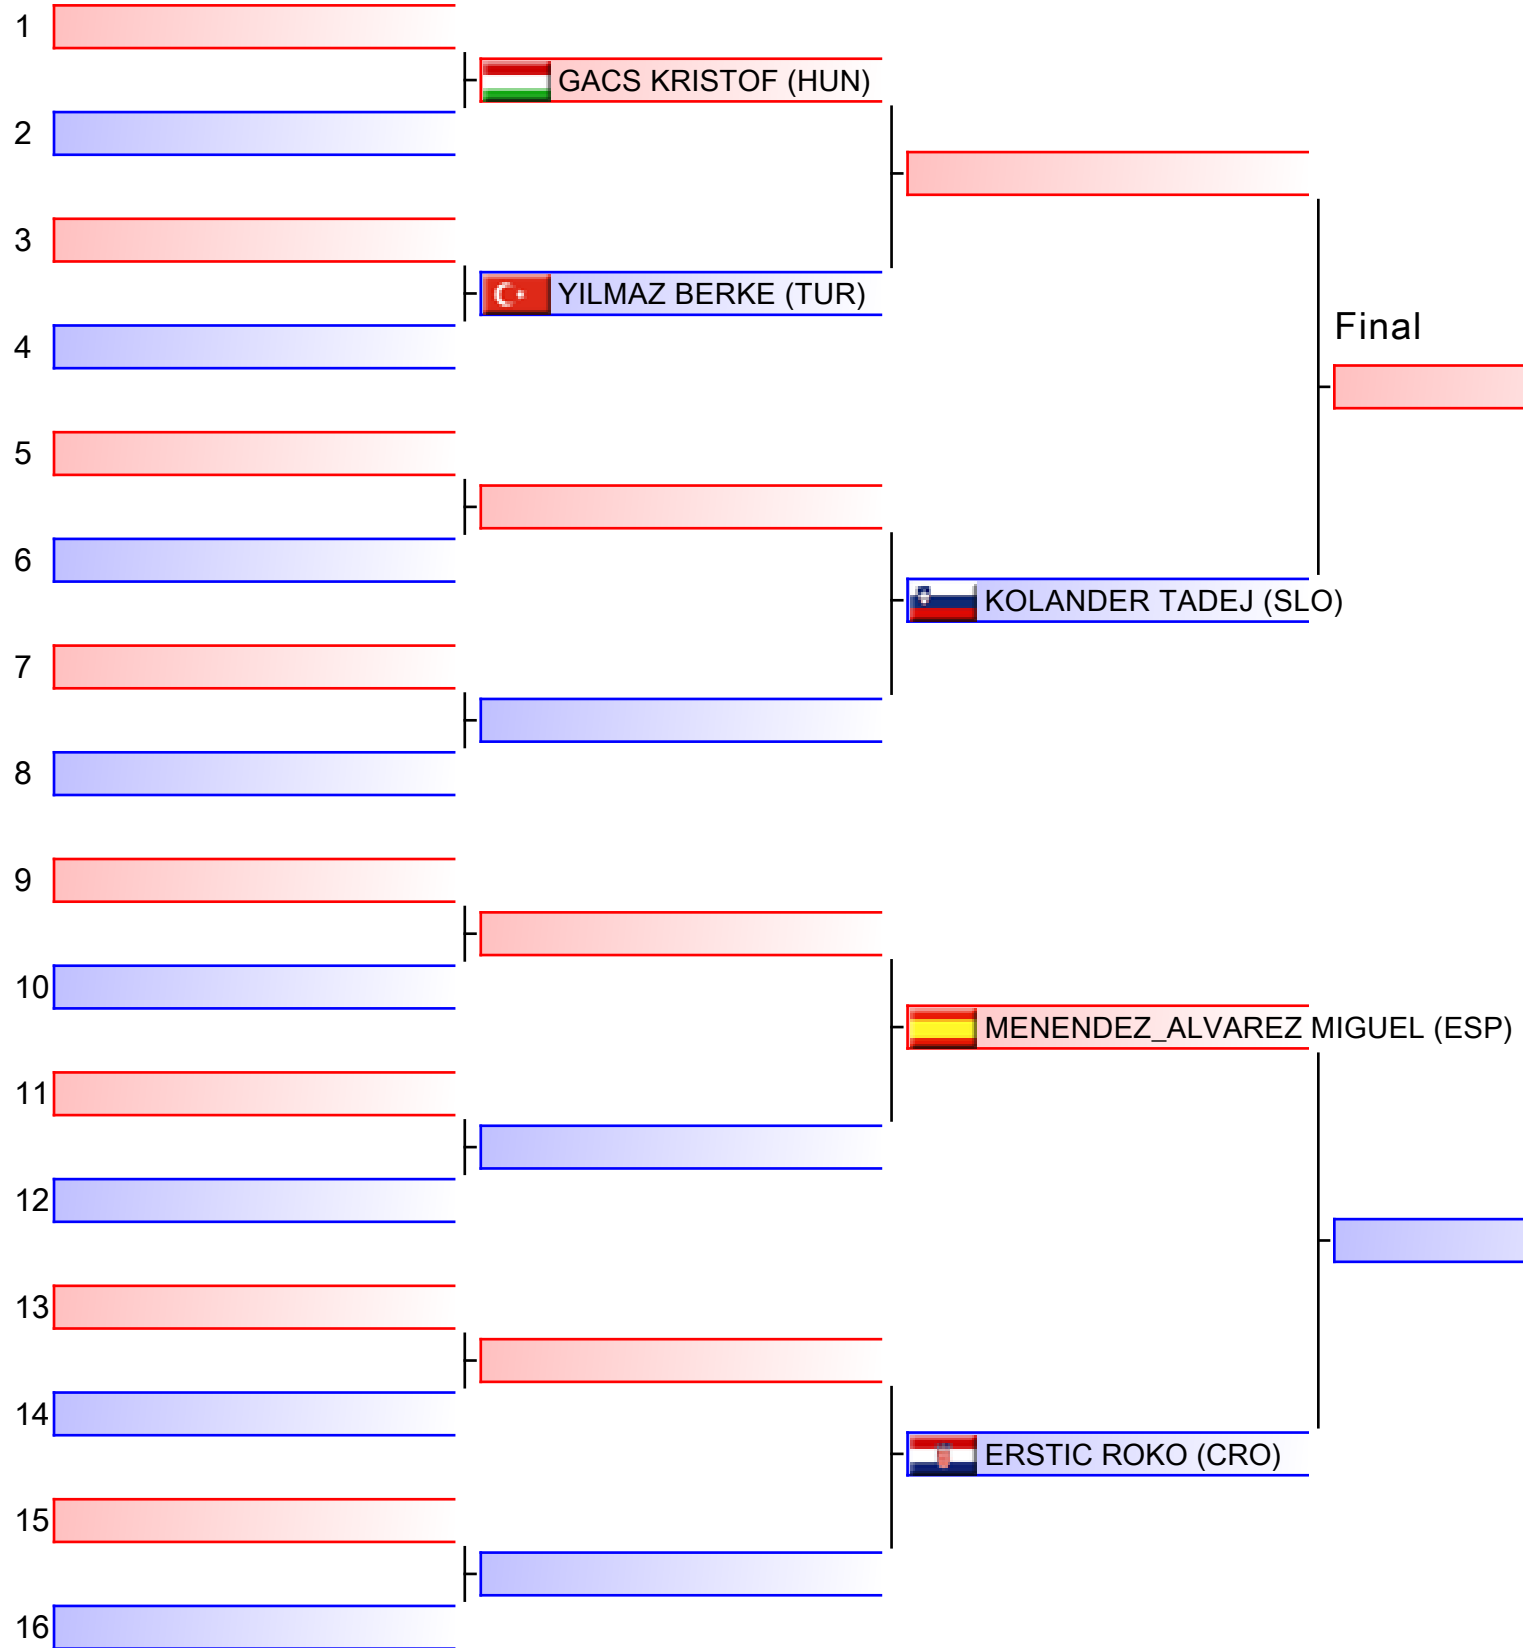 1
GACS KRISTOF (HUN)
2
3
YILMAZ BERKE (TUR)
4
Final
5
6
KOLANDER TADEJ (SLO)
7
8
9
10
MENENDEZ_ALVAREZ MIGUEL (ESP)
11
12
13
14
ERSTIC ROKO (CRO)
15
16